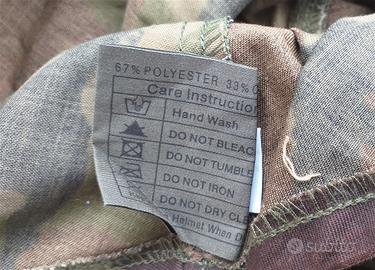 67% POLYESTER 33% C
Care Instruction
Hand Wash
DO NOT BLEAC
DO NOT TUMBLE
DO NOT IRON
DO NOT DRY CLE
Helmet When D
subito